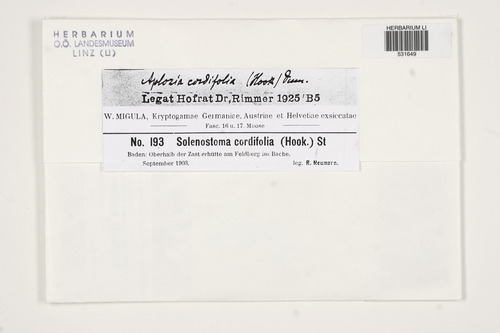 HERBARIUM
O.Ö. LANDESMUSEUM
LINZ (LI)
HERBARIUM LI
531649
Aplozia cordifolia (Hook) Dum.
Legat Hofrat Dr, Rimmer 1925/B5
W. MIGULA, Kryptogamae Germaniae, Austriae et Helvetiae exsiccatae
Fasc. 16 u. 17. Moose
No. 193 Solenostoma cordifolia (Hook.) St
Baden: Oberhalb der Zastlerhütte am Feldberg im Bache.
September 1903. leg. R. Neumann.